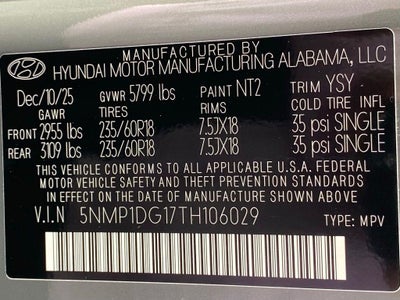 MANUFACTURED BY
HYUNDAI MOTOR MANUFACTURING ALABAMA, LLC
Dec/10/25 GVWR 5799 lbs PAINT NT2 TRIM YSY
GAWR TIRES RIMS COLD TIRE INFL
FRONT 2955 lbs 235/60R18 7.5JX18 35 psi SINGLE
REAR 3109 lbs 235/60R18 7.5JX18 35 psi SINGLE
THIS VEHICLE CONFORMS TO ALL APPLICABLE U.S.A. FEDERAL
MOTOR VEHICLE SAFETY AND THEFT PREVENTION STANDARDS
IN EFFECT ON THE DATE OF MANUFACTURE SHOWN ABOVE.
V.I.N 5NMP1DG17TH106029 TYPE: MPV